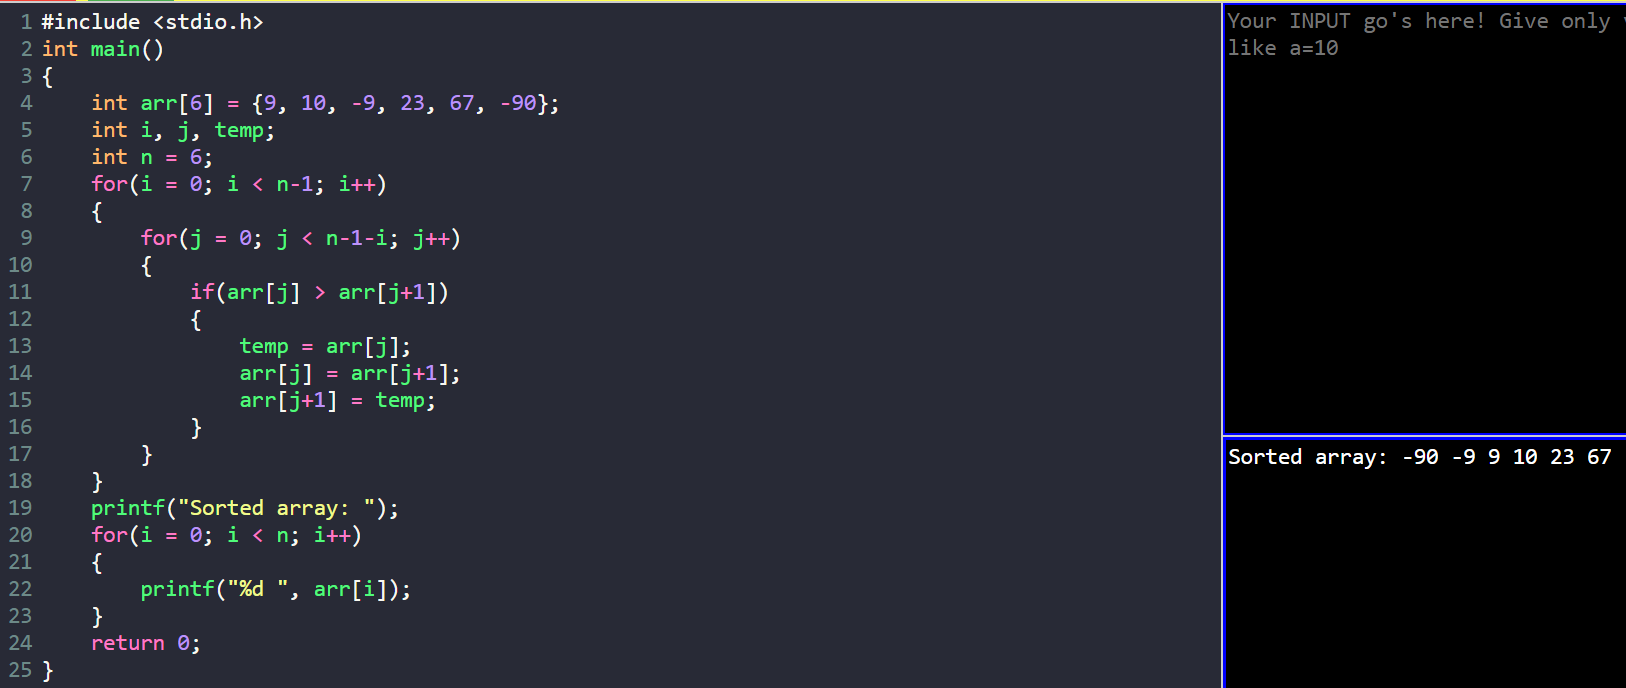 1 #include <stdio.h>
2 int main()
3 {
4     int arr[6] = {9, 10, -9, 23, 67, -90};
5     int i, j, temp;
6     int n = 6;
7     for(i = 0; i < n-1; i++)
8     {
9         for(j = 0; j < n-1-i; j++)
10         {
11             if(arr[j] > arr[j+1])
12             {
13                 temp = arr[j];
14                 arr[j] = arr[j+1];
15                 arr[j+1] = temp;
16             }
17         }
18     }
19     printf("Sorted array: ");
20     for(i = 0; i < n; i++)
21     {
22         printf("%d ", arr[i]);
23     }
24     return 0;
25 }
Your INPUT go's here! Give only
like a=10
Sorted array: -90 -9 9 10 23 67